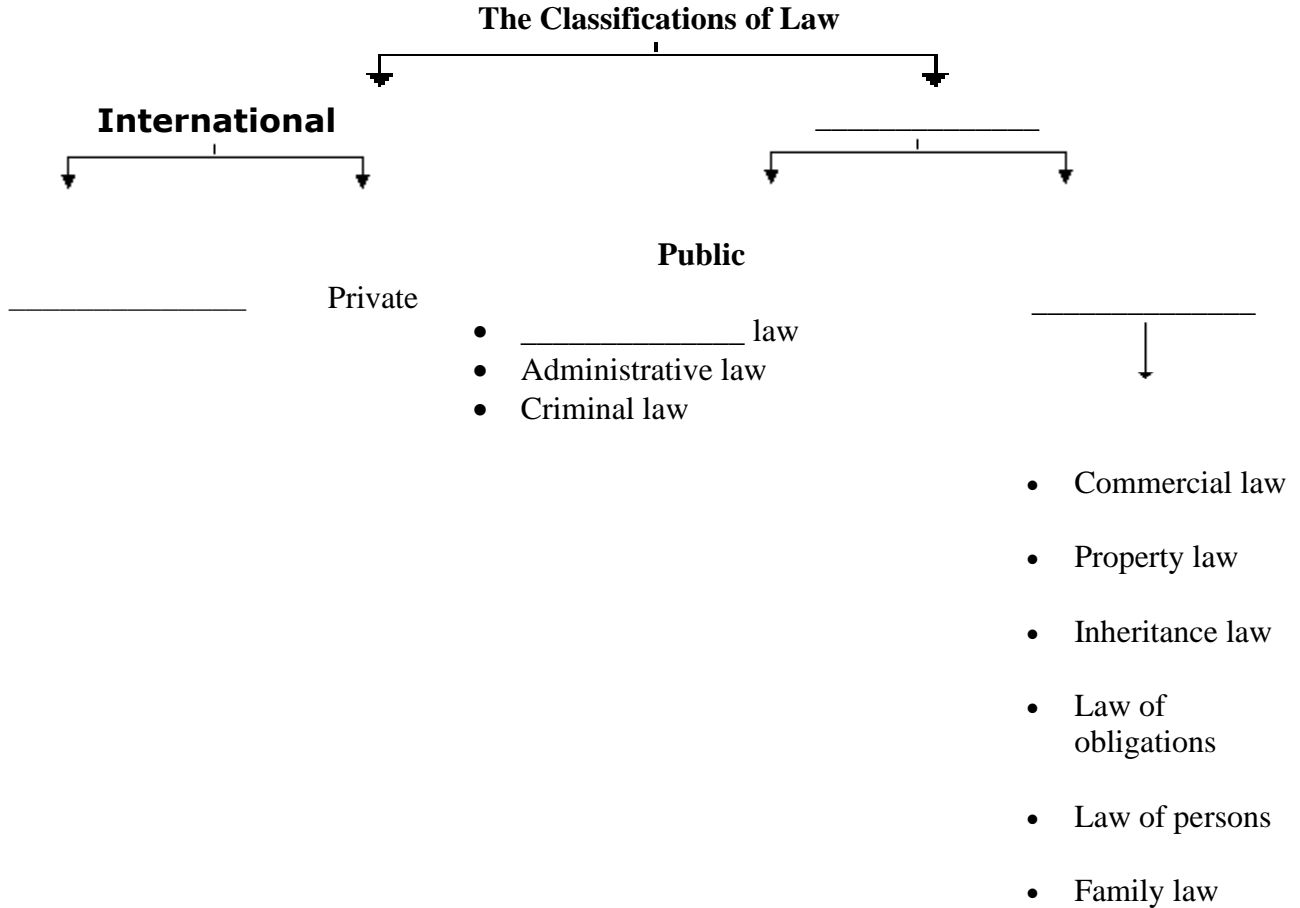 The Classifications of Law
International ______________
Public
_______________ Private ______________
• ______________ law
• Administrative law
• Criminal law
• Commercial law
• Property law
• Inheritance law
• Law of
obligations
• Law of persons
• Family law